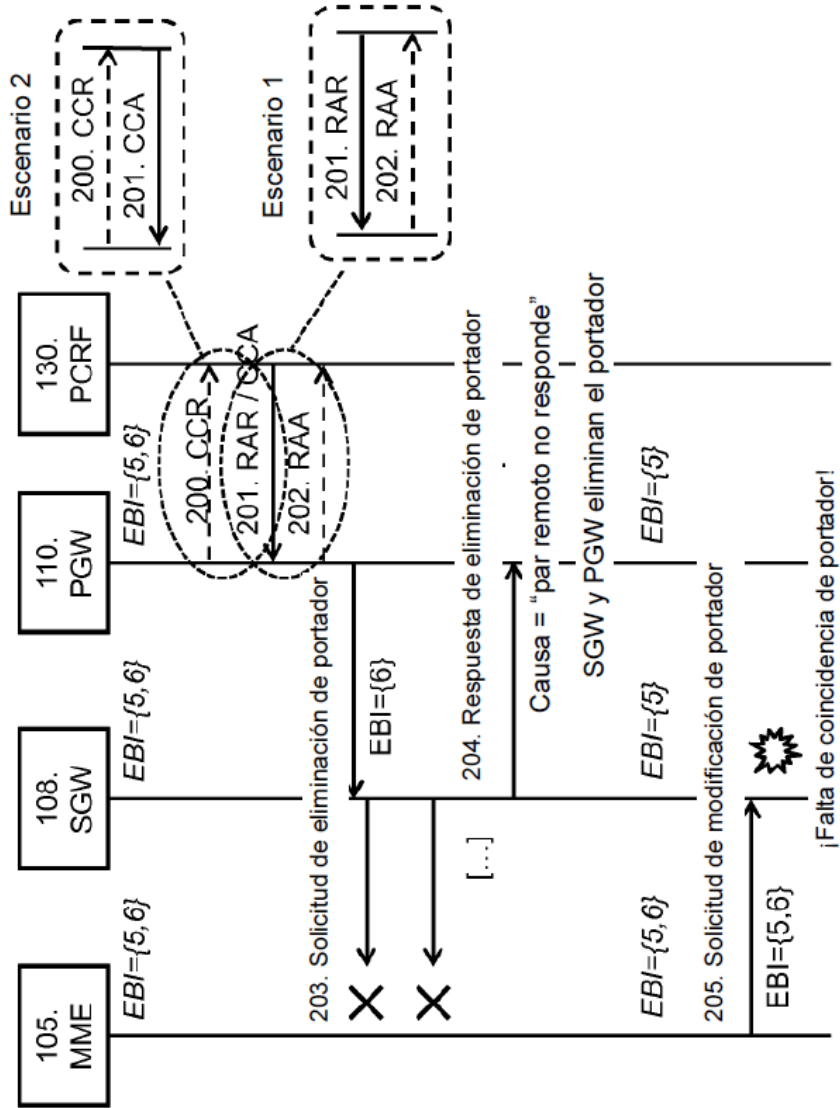 105.
MME
108.
SGW
110.
PGW
130.
PCRF
EBI={5,6}
EBI={5,6}
EBI={5,6}
Escenario 2
200. CCR
201. CCA
200. CCR
201. RAR / CCA
202. RAA
Escenario 1
201. RAR
202. RAA
203. Solicitud de eliminación de portador
EBI={6}
[...]
204. Respuesta de eliminación de portador
Causa = "par remoto no responde"
SGW y PGW eliminan el portador
EBI={5,6}
EBI={5}
EBI={5}
205. Solicitud de modificación de portador
EBI={5,6}
¡Falta de coincidencia de portador!